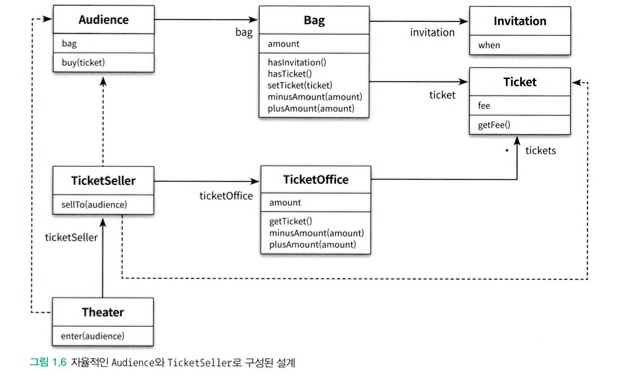 Audience
bag
buy(ticket)
bag
Bag
amount
hasInvitation()
hasTicket()
setTicket(ticket)
minusAmount(amount)
plusAmount(amount)
invitation
Invitation
when
ticket
Ticket
fee
getFee()
* tickets
TicketSeller
sellTo(audience)
ticketOffice
TicketOffice
amount
getTicket()
minusAmount(amount)
plusAmount(amount)
ticketSeller
Theater
enter(audience)
그림 1.6 자율적인 Audience와 TicketSeller로 구성된 설계